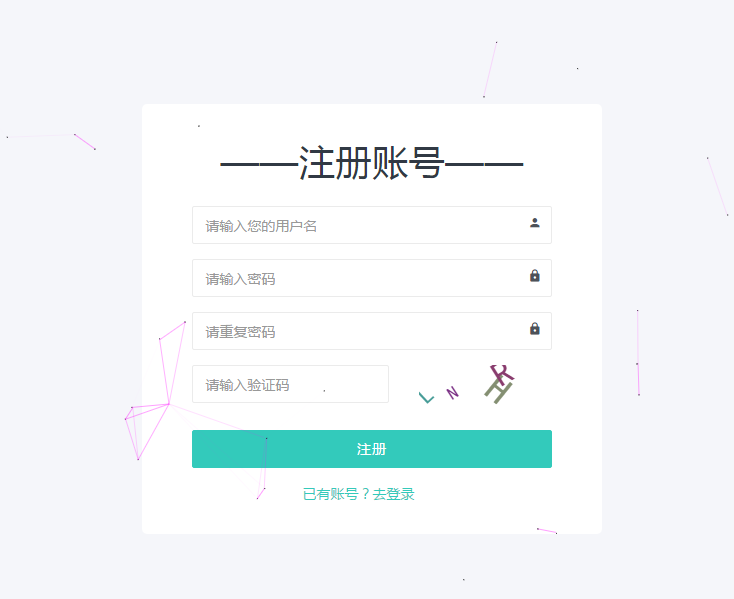 ——注册账号——
请输入您的用户名
请输入密码
请重复密码
请输入验证码
注册
已有账号？去登录